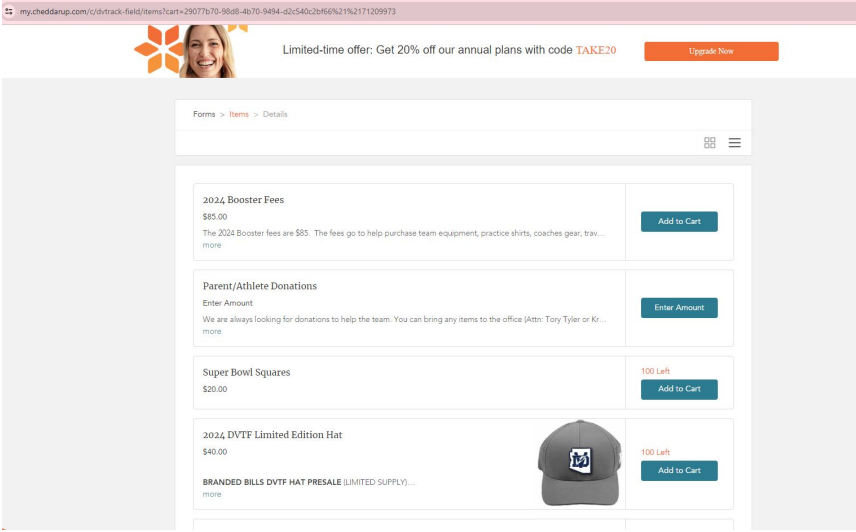 my.cheddarup.com/c/dvtrack-field/items?cart=29077b70-98d8-4b70-9494-d2c540c2bf66%21%2171209973
Limited-time offer: Get 20% off our annual plans with code TAKE20
Upgrade Now
Forms > Items > Details
2024 Booster Fees
$85.00
The 2024 Booster fees are $85. The fees go to help purchase team equipment, practice shirts, coaches gear, trav...
more
Add to Cart
Parent/Athlete Donations
Enter Amount
We are always looking for donations to help the team. You can bring any items to the office (Attn: Tory Tyler or Kr...
more
Enter Amount
Super Bowl Squares
$20.00
100 Left
Add to Cart
2024 DVTF Limited Edition Hat
$40.00
BRANDED BILLS DVTF HAT PRESALE (LIMITED SUPPLY)...
more
100 Left
Add to Cart